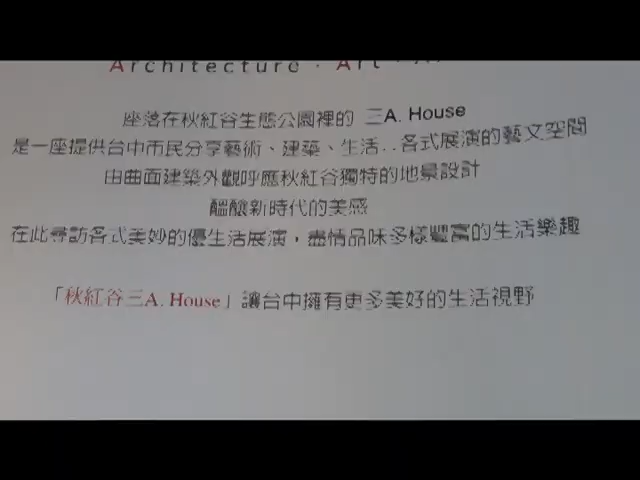 Architecture · Art ·
座落在秋紅谷生態公園裡的 三A. House
是一座提供台中市民分享藝術、建築、生活..各式展演的藝文空間
由曲面建築外觀呼應秋紅谷獨特的地景設計
醞釀新時代的美感
在此尋訪各式美妙的優生活展演，盡情品味多樣豐富的生活樂趣
「秋紅谷三A. House」讓台中擁有更多美好的生活視野